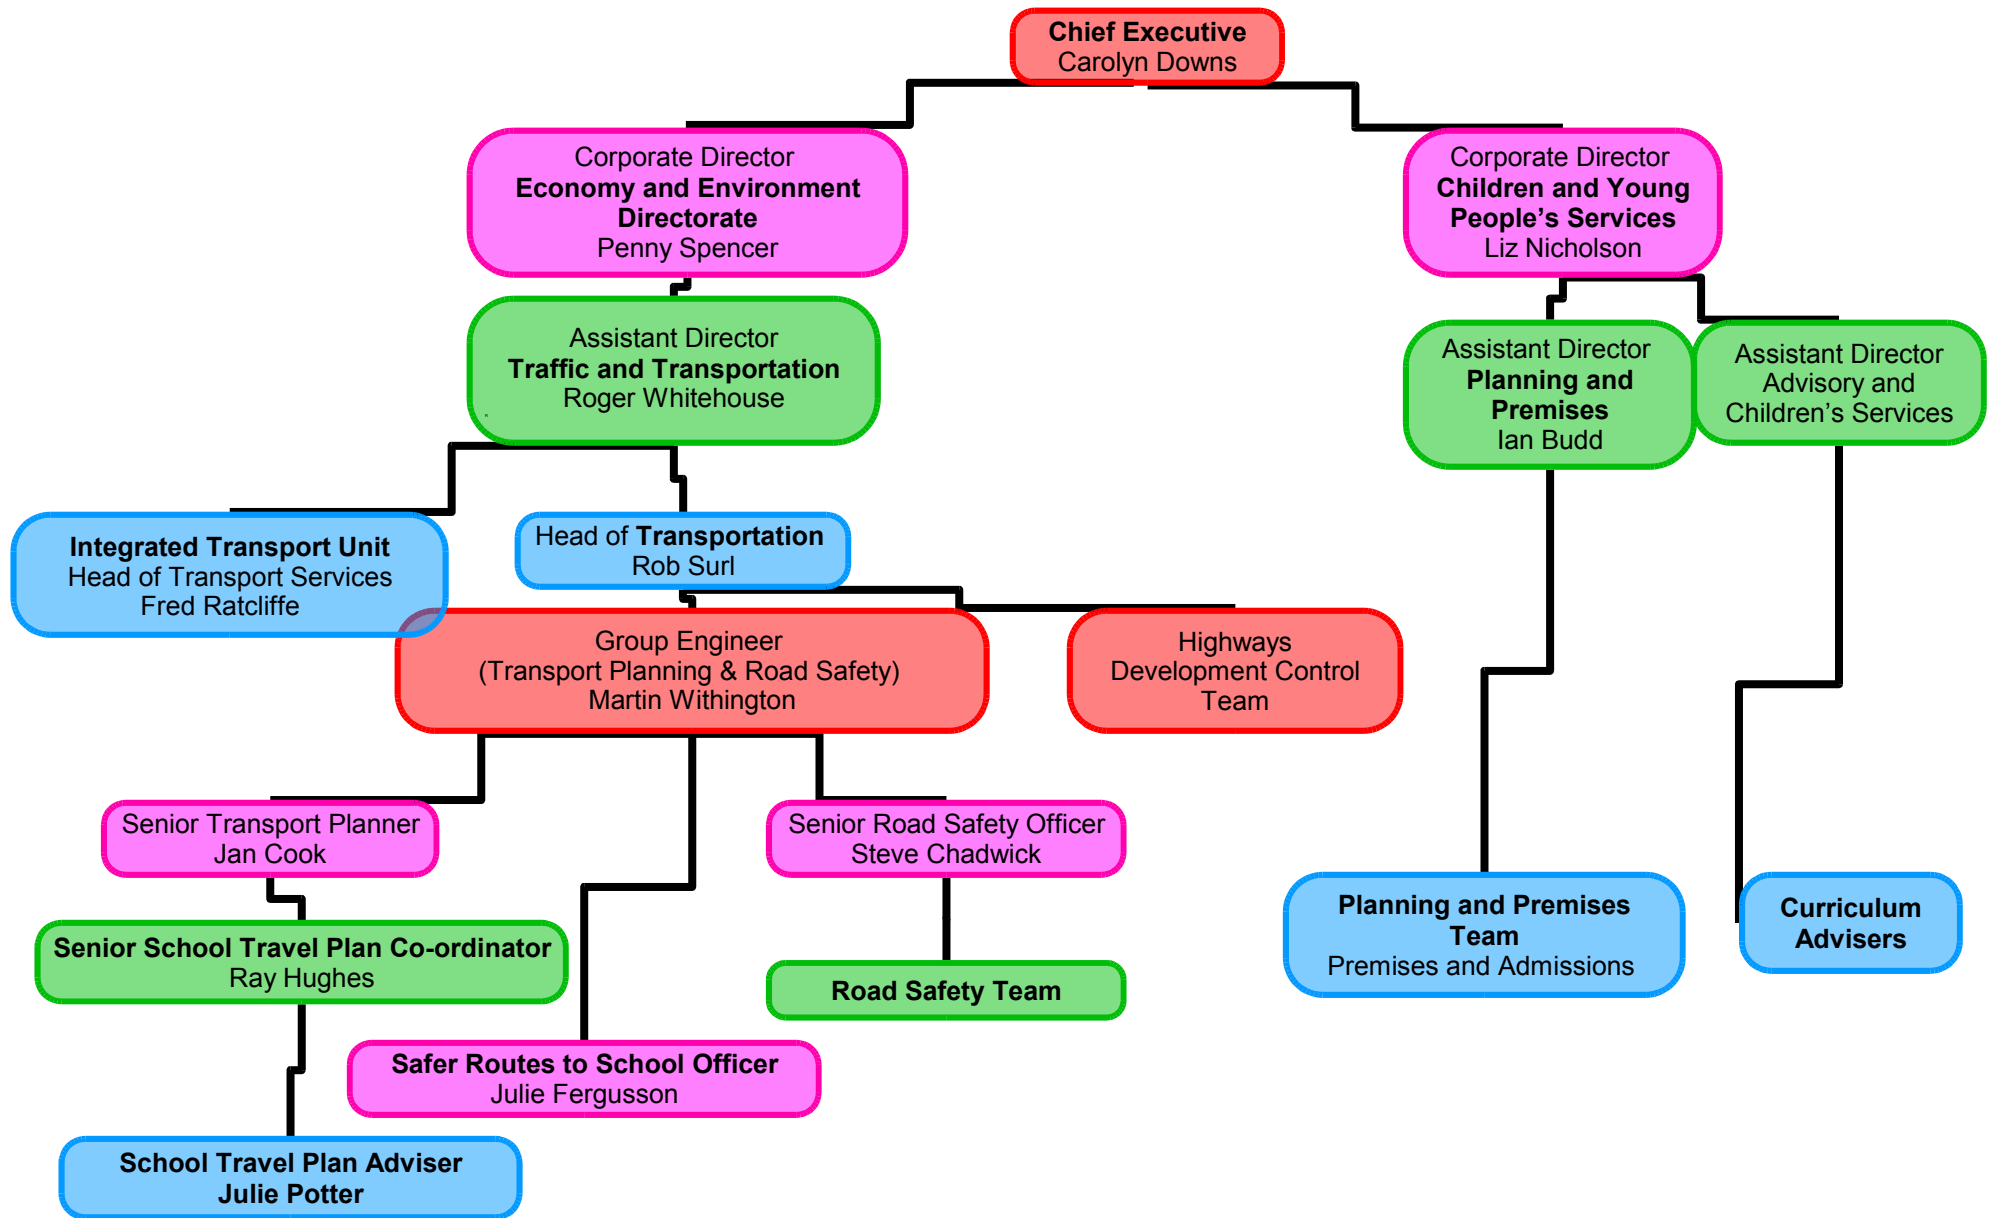 Chief Executive
Carolyn Downs
Corporate Director
Economy and Environment
Directorate
Penny Spencer
Corporate Director
Children and Young
People’s Services
Liz Nicholson
Assistant Director
Traffic and Transportation
Roger Whitehouse
Assistant Director
Planning and
Premises
Ian Budd
Assistant Director
Advisory and
Children’s Services
Integrated Transport Unit
Head of Transport Services
Fred Ratcliffe
Head of Transportation
Rob Surl
Group Engineer
(Transport Planning & Road Safety)
Martin Withington
Highways
Development Control
Team
Senior Transport Planner
Jan Cook
Senior Road Safety Officer
Steve Chadwick
Planning and Premises
Team
Premises and Admissions
Curriculum
Advisers
Senior School Travel Plan Co-ordinator
Ray Hughes
Road Safety Team
Safer Routes to School Officer
Julie Fergusson
School Travel Plan Adviser
Julie Potter